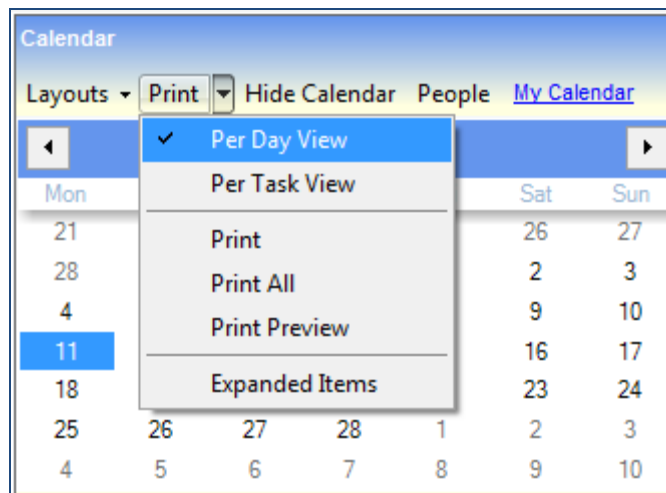 Calendar
Layouts Print Hide Calendar People My Calendar
Per Day View
Per Task View
Mon Sat Sun
21 26 27
Print
28 2 3
Print All
4 9 10
Print Preview
11 16 17
Expanded Items
18 23 24
25 26 27 28 1 2 3
4 5 6 7 8 9 10